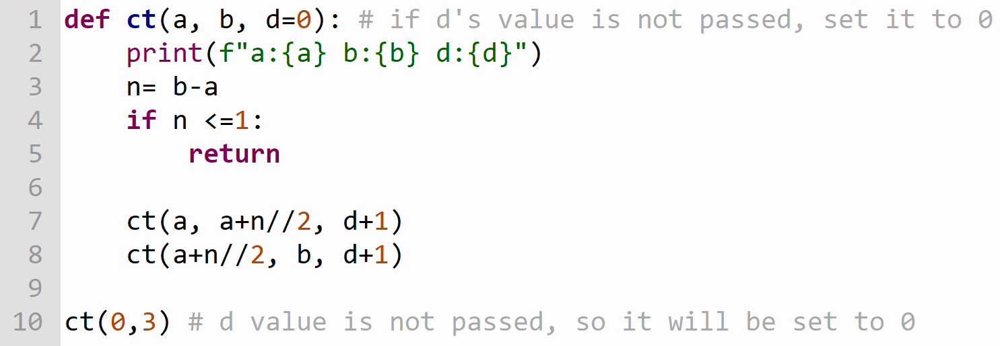 1 def ct(a, b, d=0): # if d's value is not passed, set it to 0
2     print(f"a:{a} b:{b} d:{d}")
3     n= b-a
4     if n <=1:
5         return
6
7     ct(a, a+n//2, d+1)
8     ct(a+n//2, b, d+1)
9
10 ct(0,3) # d value is not passed, so it will be set to 0